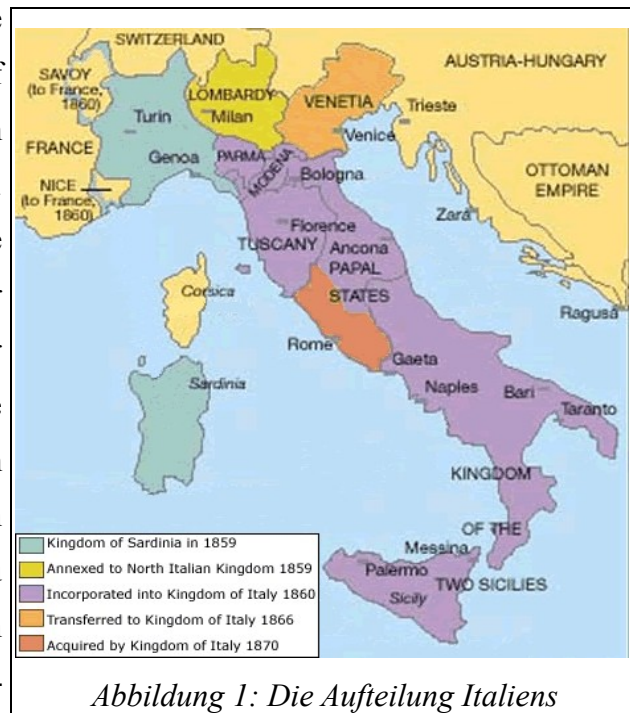 SWITZERLAND
AUSTRIA-HUNGARY
SAVOY
(to France,
1860)
LOMBARDY
Milan
VENETIA
Trieste
Turin
Venice
FRANCE
Genoa
PARMA
MODENA
Bologna
OTTOMAN
EMPIRE
NICE
(to France,
1860)
Florence
TUSCANY
Zara
Ancona
PAPAL
STATES
Corsica
Ragusa
Rome
Gaeta
Naples
Bari
Taranto
Sardinia
KINGDOM
OF THE
TWO SICILIES
Messina
Palermo
Sicily
Kingdom of Sardinia in 1859
Annexed to North Italian Kingdom 1859
Incorporated into Kingdom of Italy 1860
Transferred to Kingdom of Italy 1866
Acquired by Kingdom of Italy 1870
Abbildung 1: Die Aufteilung Italiens